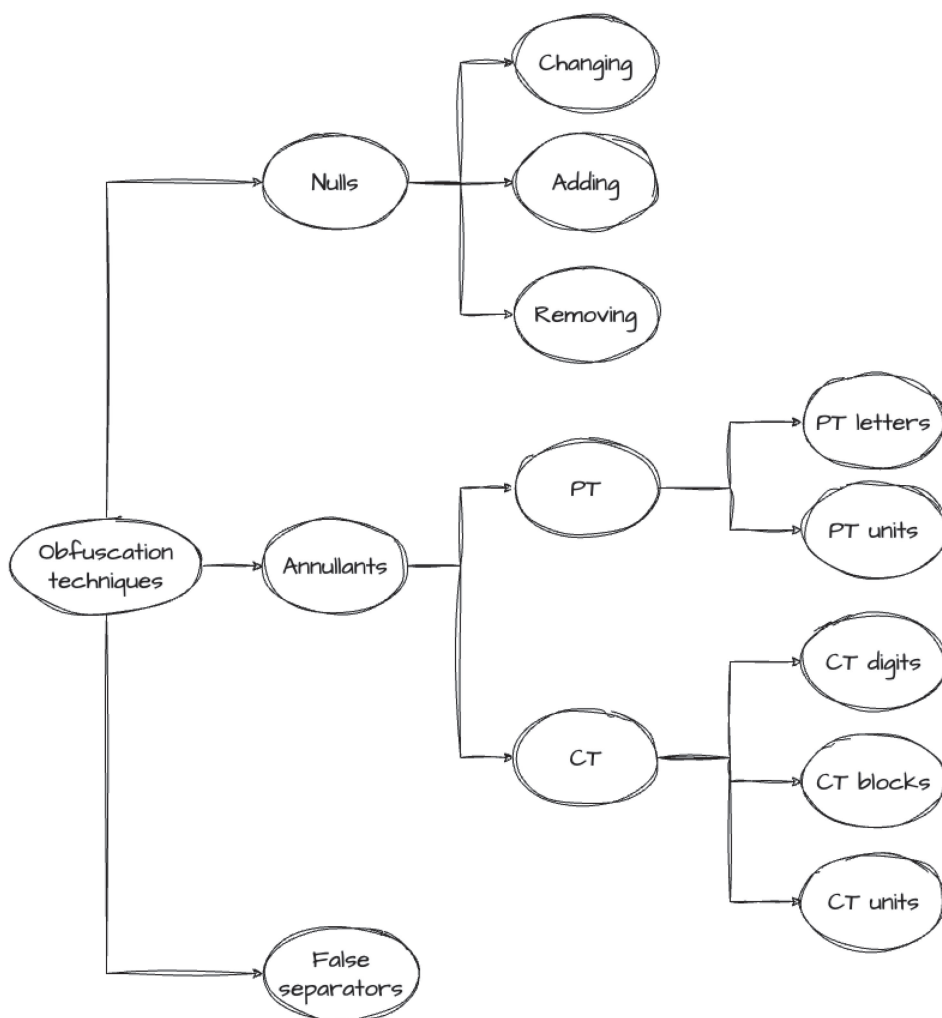 Changing
Nulls
Adding
Removing
PT letters
PT
PT units
Obfuscation
techniques
Annullants
CT digits
CT
CT blocks
CT units
False
separators